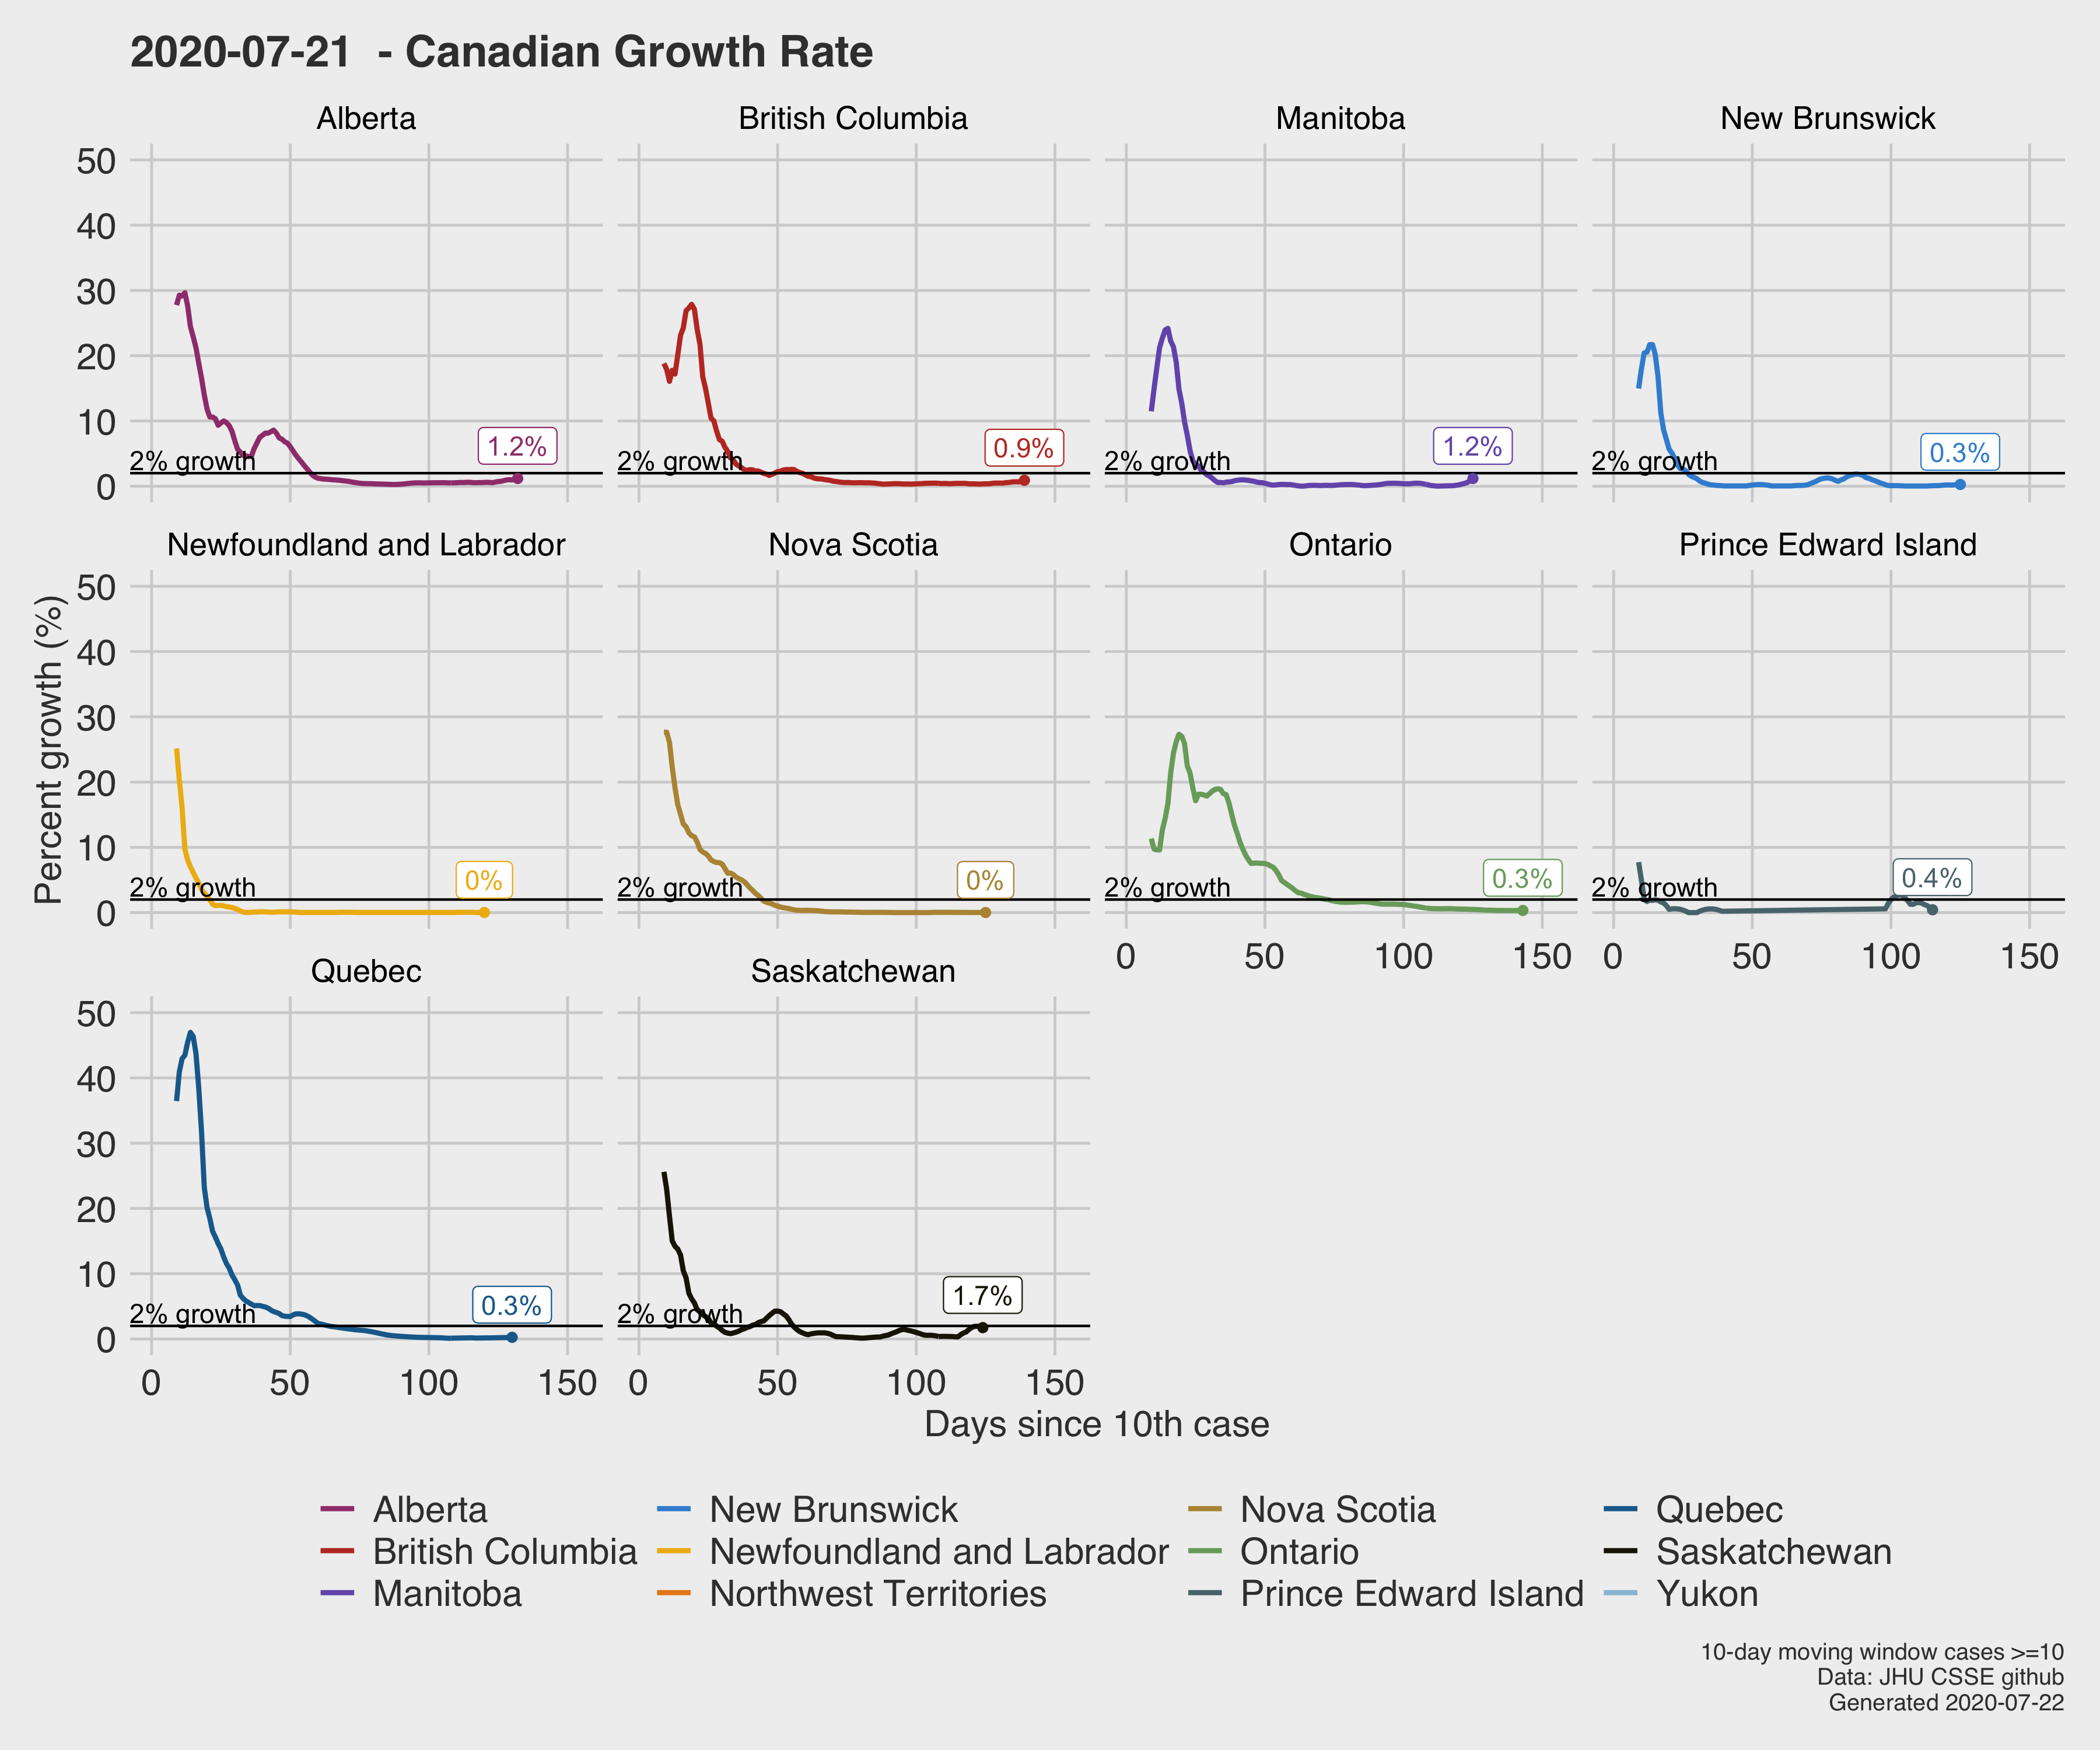 2020-07-21  - Canadian Growth Rate
Alberta
British Columbia
Manitoba
New Brunswick
50
40
30
20
10
0
2% growth
1.2%
2% growth
0.9%
2% growth
1.2%
2% growth
0.3%
Newfoundland and Labrador
Nova Scotia
Ontario
Prince Edward Island
Percent growth (%)
50
40
30
20
10
0
2% growth
0%
2% growth
0%
2% growth
0.3%
2% growth
0.4%
0 50 100 150
0 50 100 150
Quebec
Saskatchewan
50
40
30
20
10
0
2% growth
0.3%
2% growth
1.7%
0 50 100 150
0 50 100 150
Days since 10th case
Alberta
British Columbia
Manitoba
New Brunswick
Newfoundland and Labrador
Northwest Territories
Nova Scotia
Ontario
Prince Edward Island
Quebec
Saskatchewan
Yukon
10-day moving window cases >=10
Data: JHU CSSE github
Generated 2020-07-22